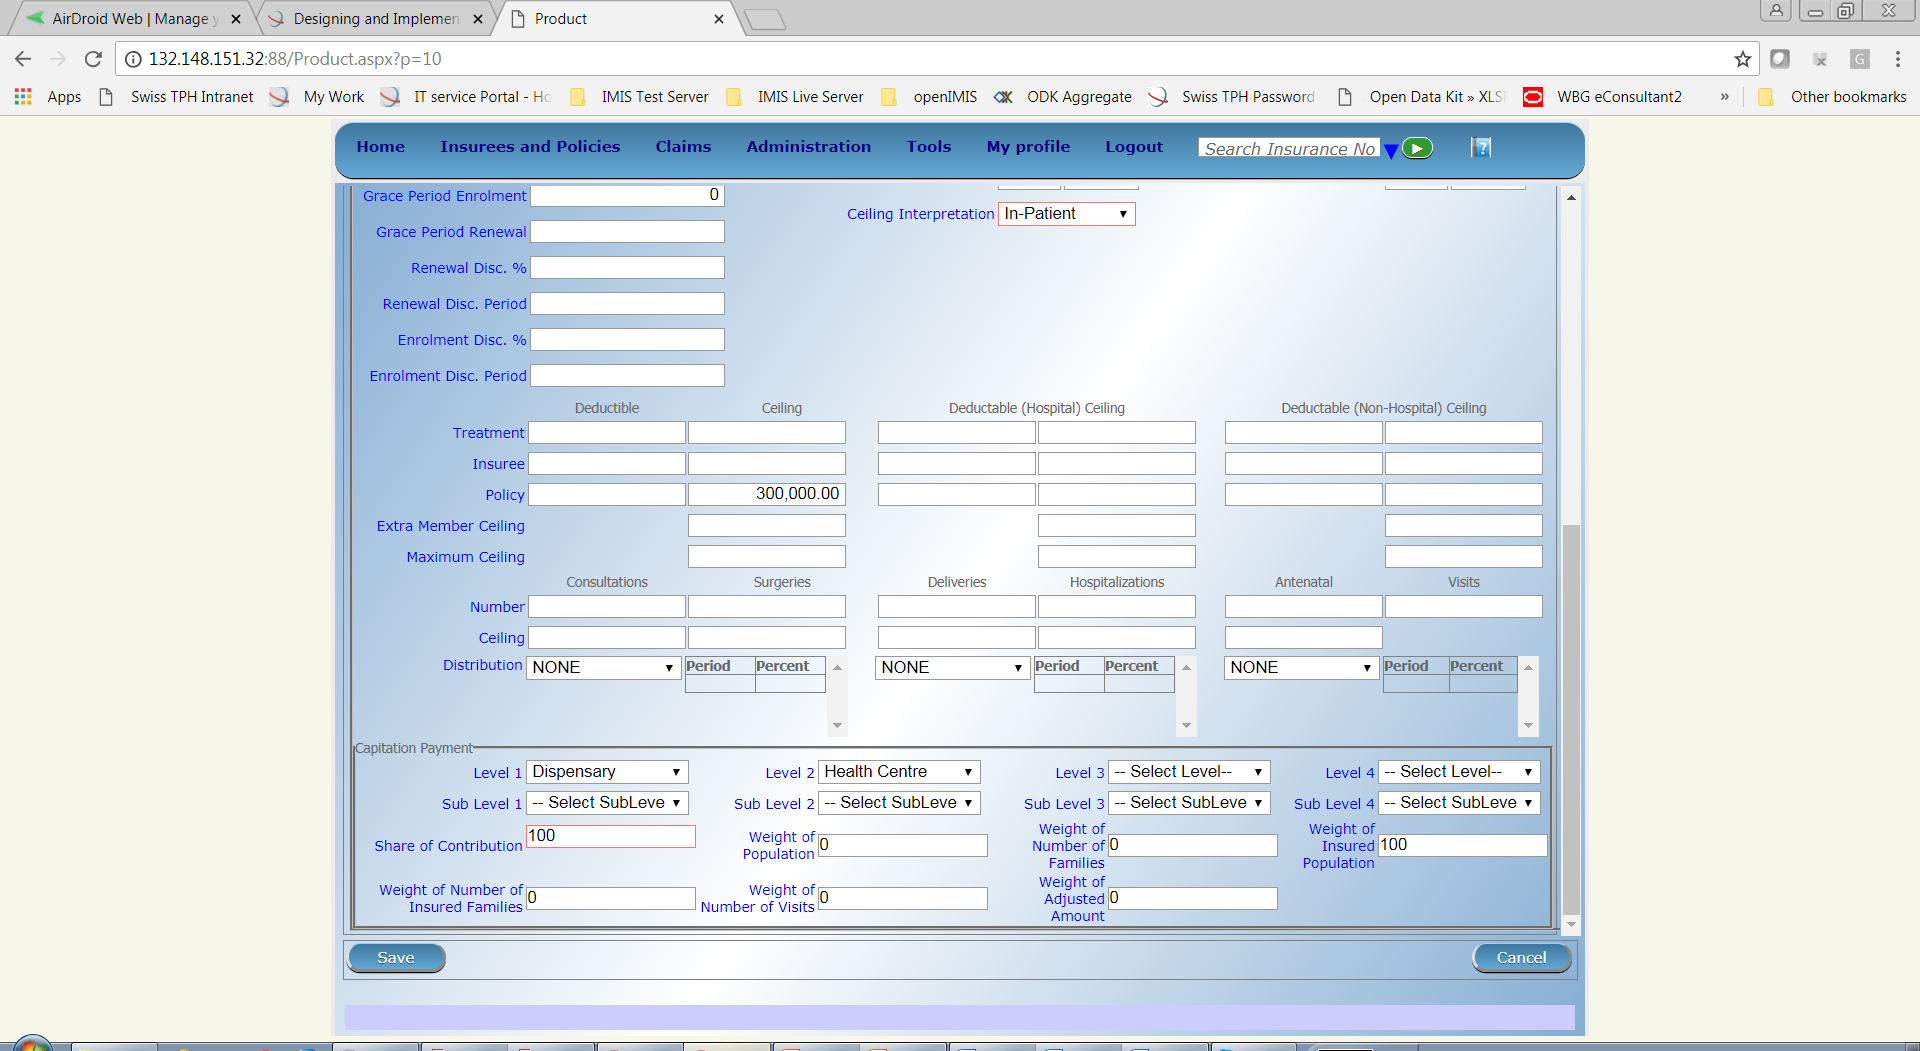 AirDroid Web | Manage y
Designing and Implemen
Product
132.148.151.32:88/Product.aspx?p=10
G
Apps
Swiss TPH Intranet
My Work
IT service Portal - Ho
IMIS Test Server
IMIS Live Server
openIMIS
ODK Aggregate
Swiss TPH Password
Open Data Kit » XLS
WBG eConsultant2
»
Other bookmarks
Home
Insurees and Policies
Claims
Administration
Tools
My profile
Logout
Search Insurance No
?
Grace Period Enrolment 0
Ceiling Interpretation In-Patient
Grace Period Renewal
Renewal Disc. %
Renewal Disc. Period
Enrolment Disc. %
Enrolment Disc. Period
Deductible Ceiling Deductable (Hospital) Ceiling Deductable (Non-Hospital) Ceiling
Treatment
Insuree
Policy 300,000.00
Extra Member Ceiling
Maximum Ceiling
Consultations Surgeries Deliveries Hospitalizations Antenatal Visits
Number
Ceiling
Distribution NONE Period Percent NONE Period Percent NONE Period Percent
Capitation Payment
Level 1 Dispensary Level 2 Health Centre Level 3 -- Select Level-- Level 4 -- Select Level--
Sub Level 1 -- Select SubLeve Sub Level 2 -- Select SubLeve Sub Level 3 -- Select SubLeve Sub Level 4 -- Select SubLeve
Share of Contribution 100
Weight of
Population 0
Weight of
Number of
Families 0
Weight of
Insured
Population 100
Weight of Number of
Insured Families 0
Weight of
Number of Visits 0
Weight of
Adjusted
Amount 0
Save
Cancel